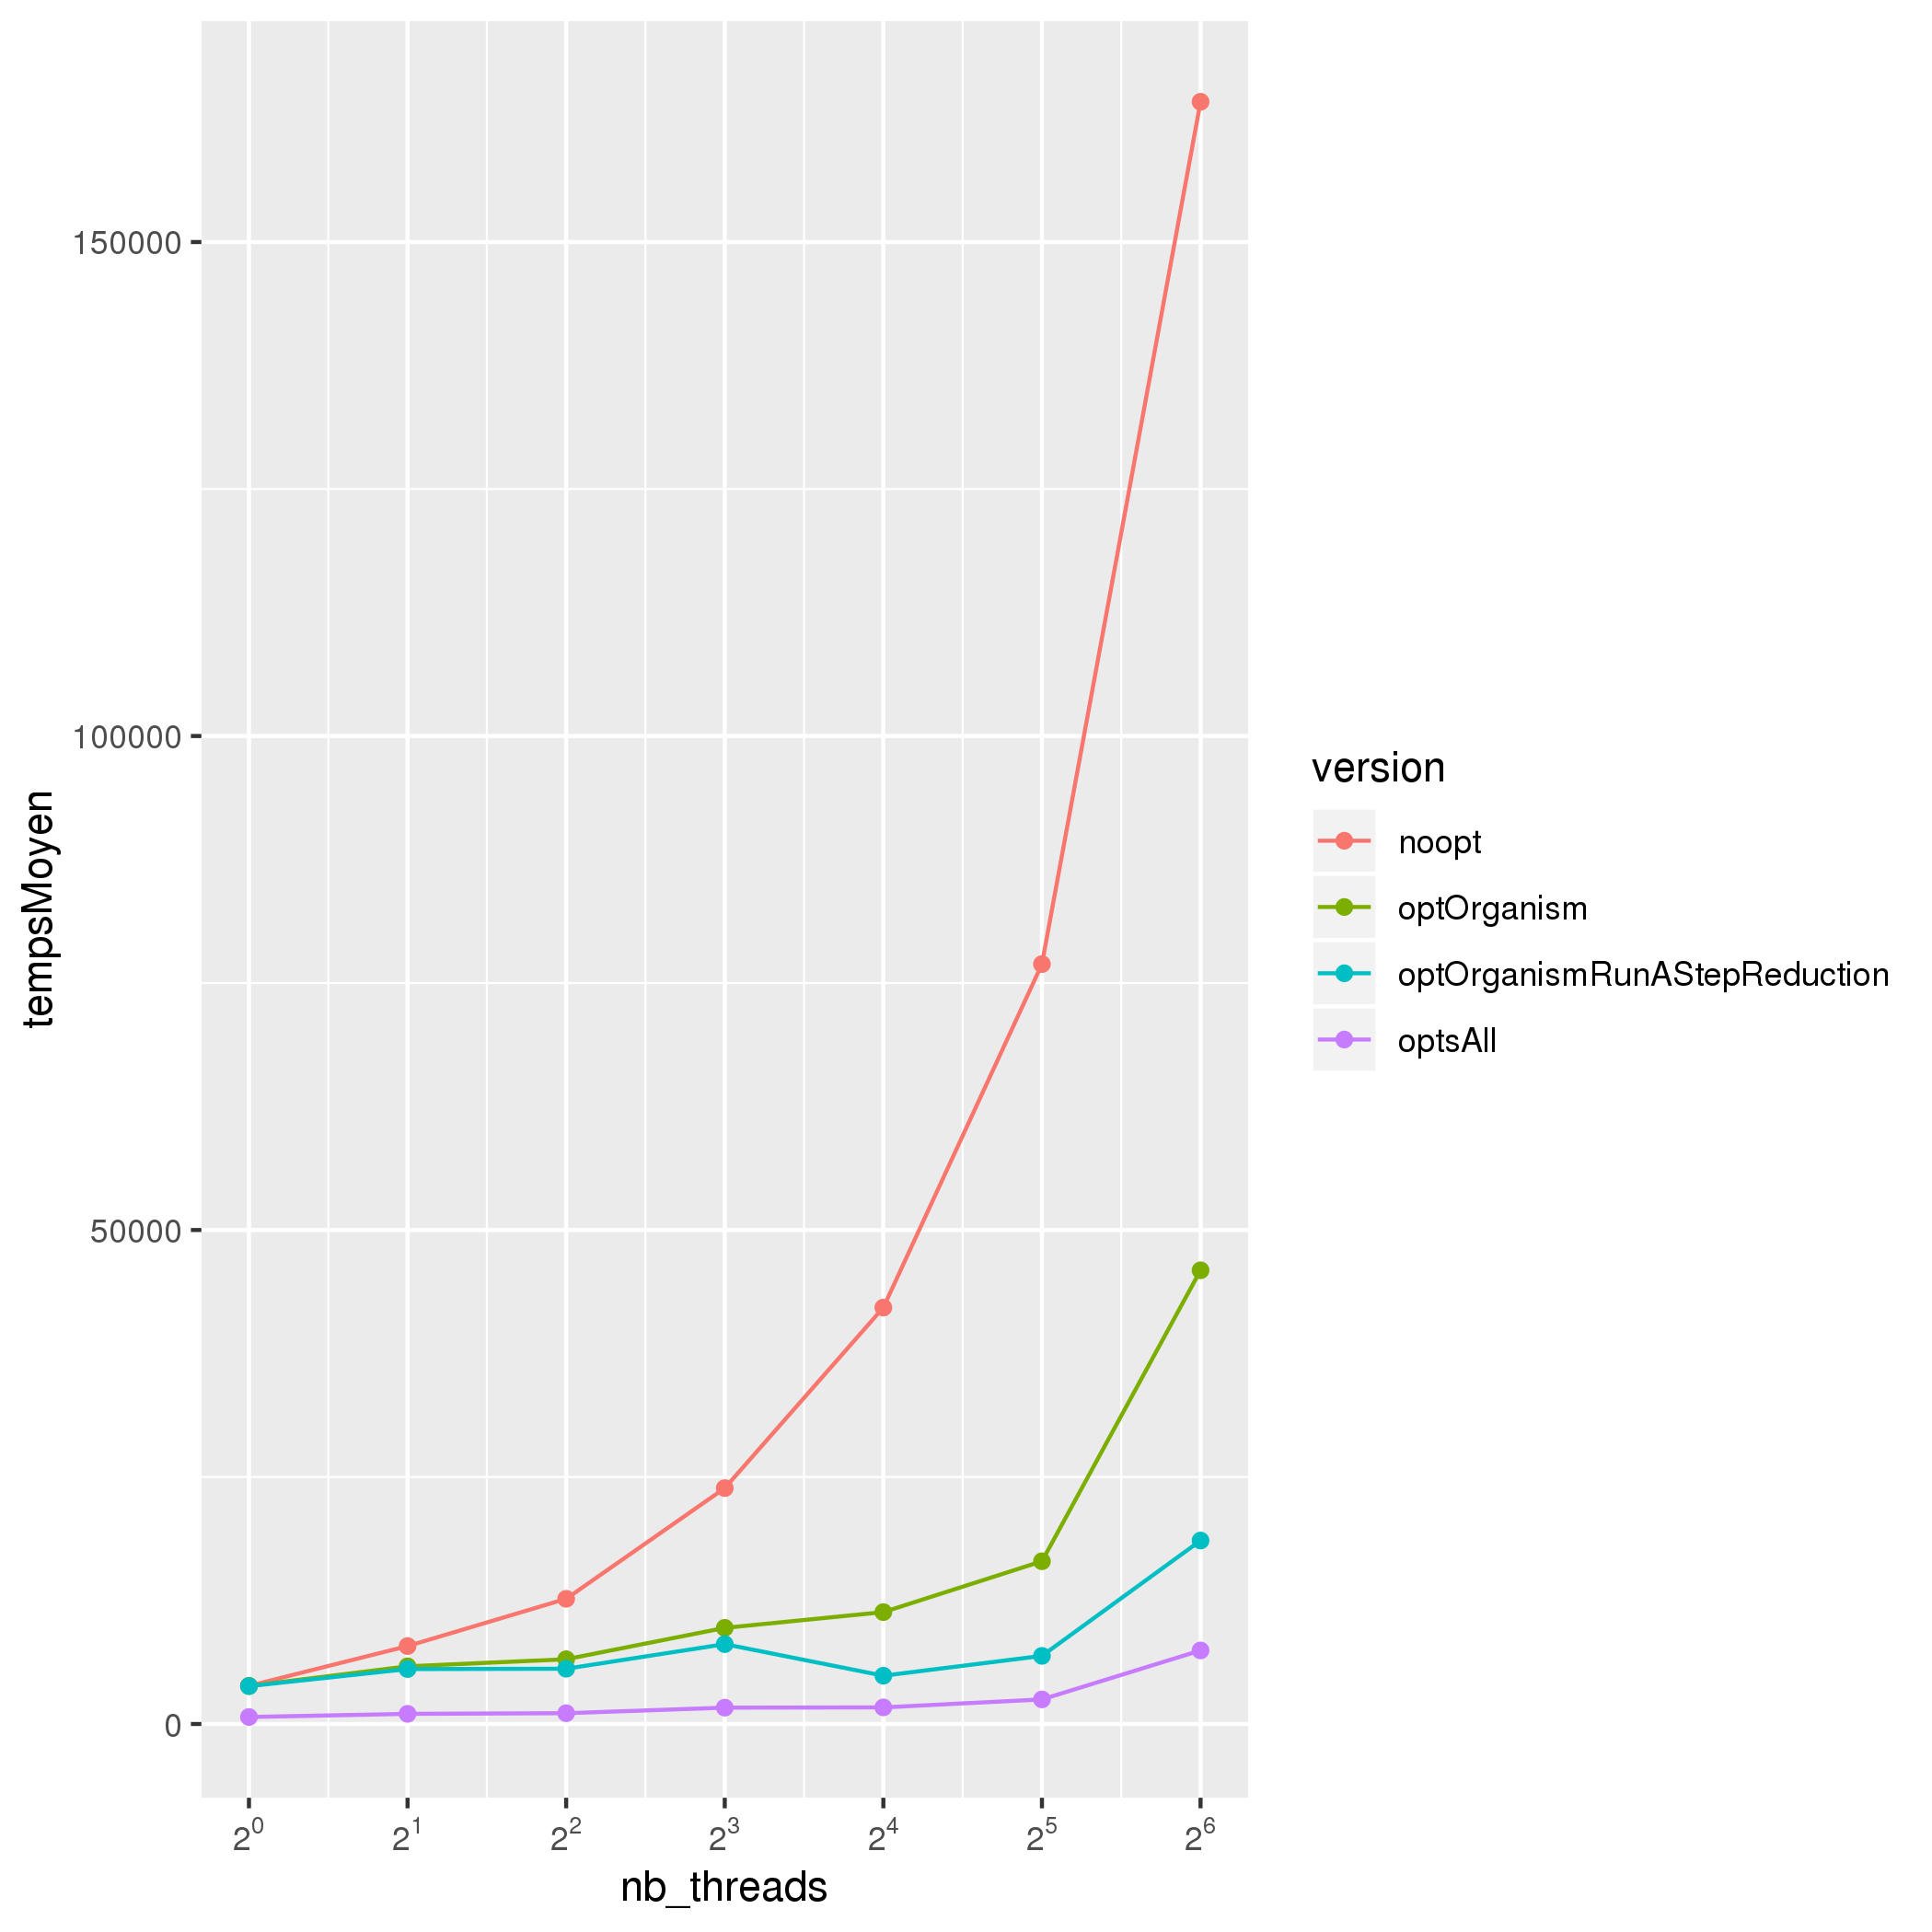 150000
100000
50000
0
tempsMoyen
2^0 2^1 2^2 2^3 2^4 2^5 2^6
nb_threads
version
noopt
optOrganism
optOrganismRunAStepReduction
optsAll